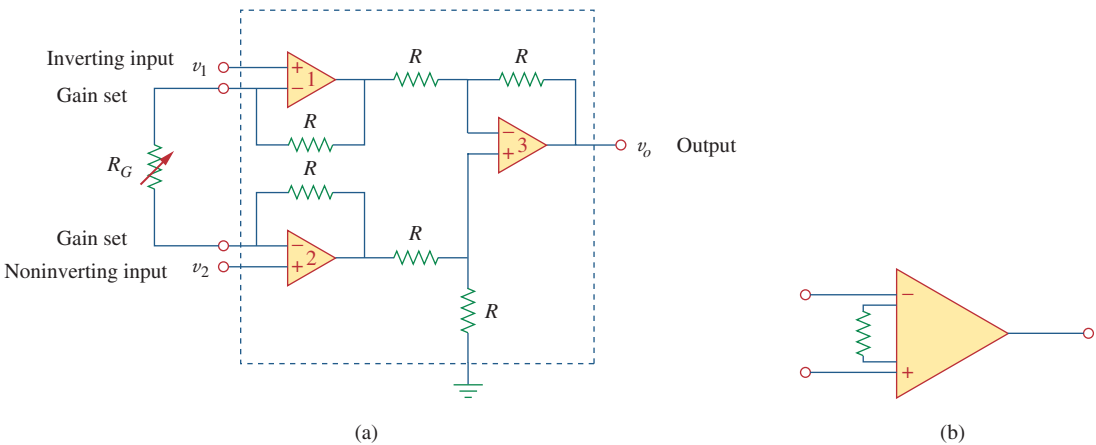 Inverting input v1
+
1
−
Gain set
R
R
R
−
3
+
vo Output
RG
R
Gain set
−
2
+
Noninverting input v2
R
R
−
+
(a)
(b)